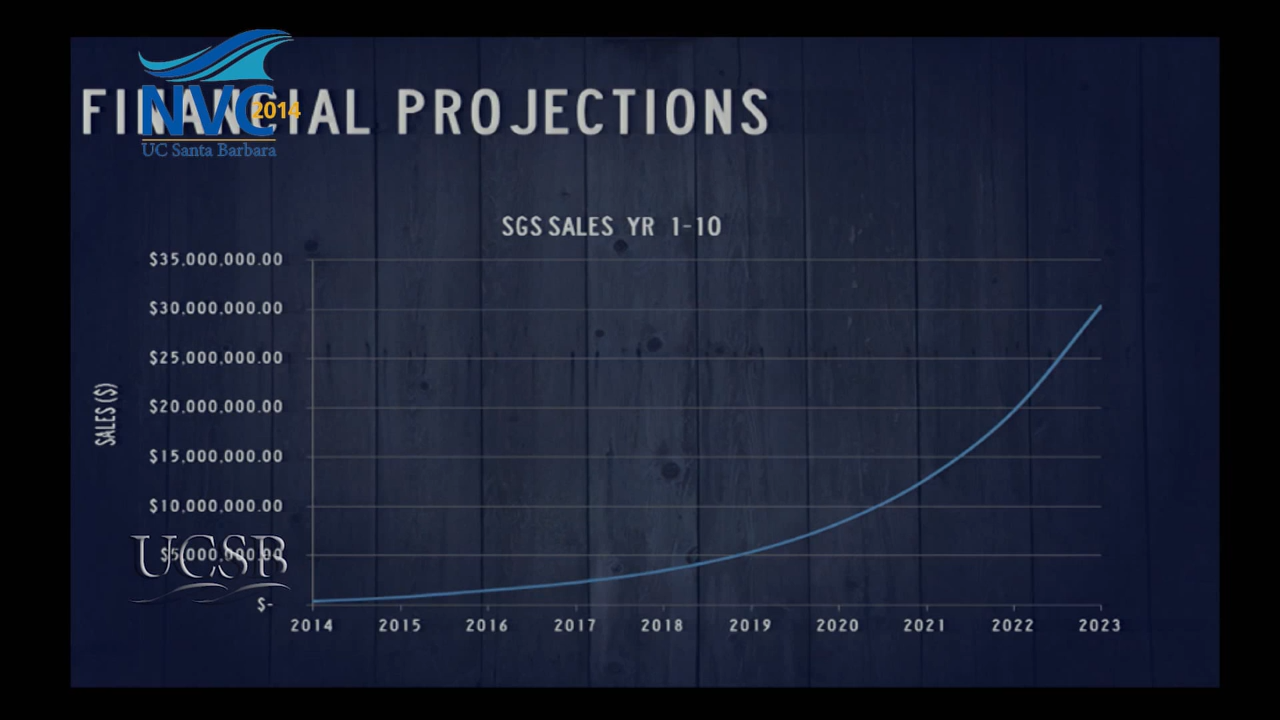 FINANCIAL PROJECTIONS
NVC 2014
UC Santa Barbara
SGS SALES YR 1-10
SALES ($)
$35,000,000.00
$30,000,000.00
$25,000,000.00
$20,000,000.00
$15,000,000.00
$10,000,000.00
$5,000,000.00
UCSB
$-
2014 2015 2016 2017 2018 2019 2020 2021 2022 2023